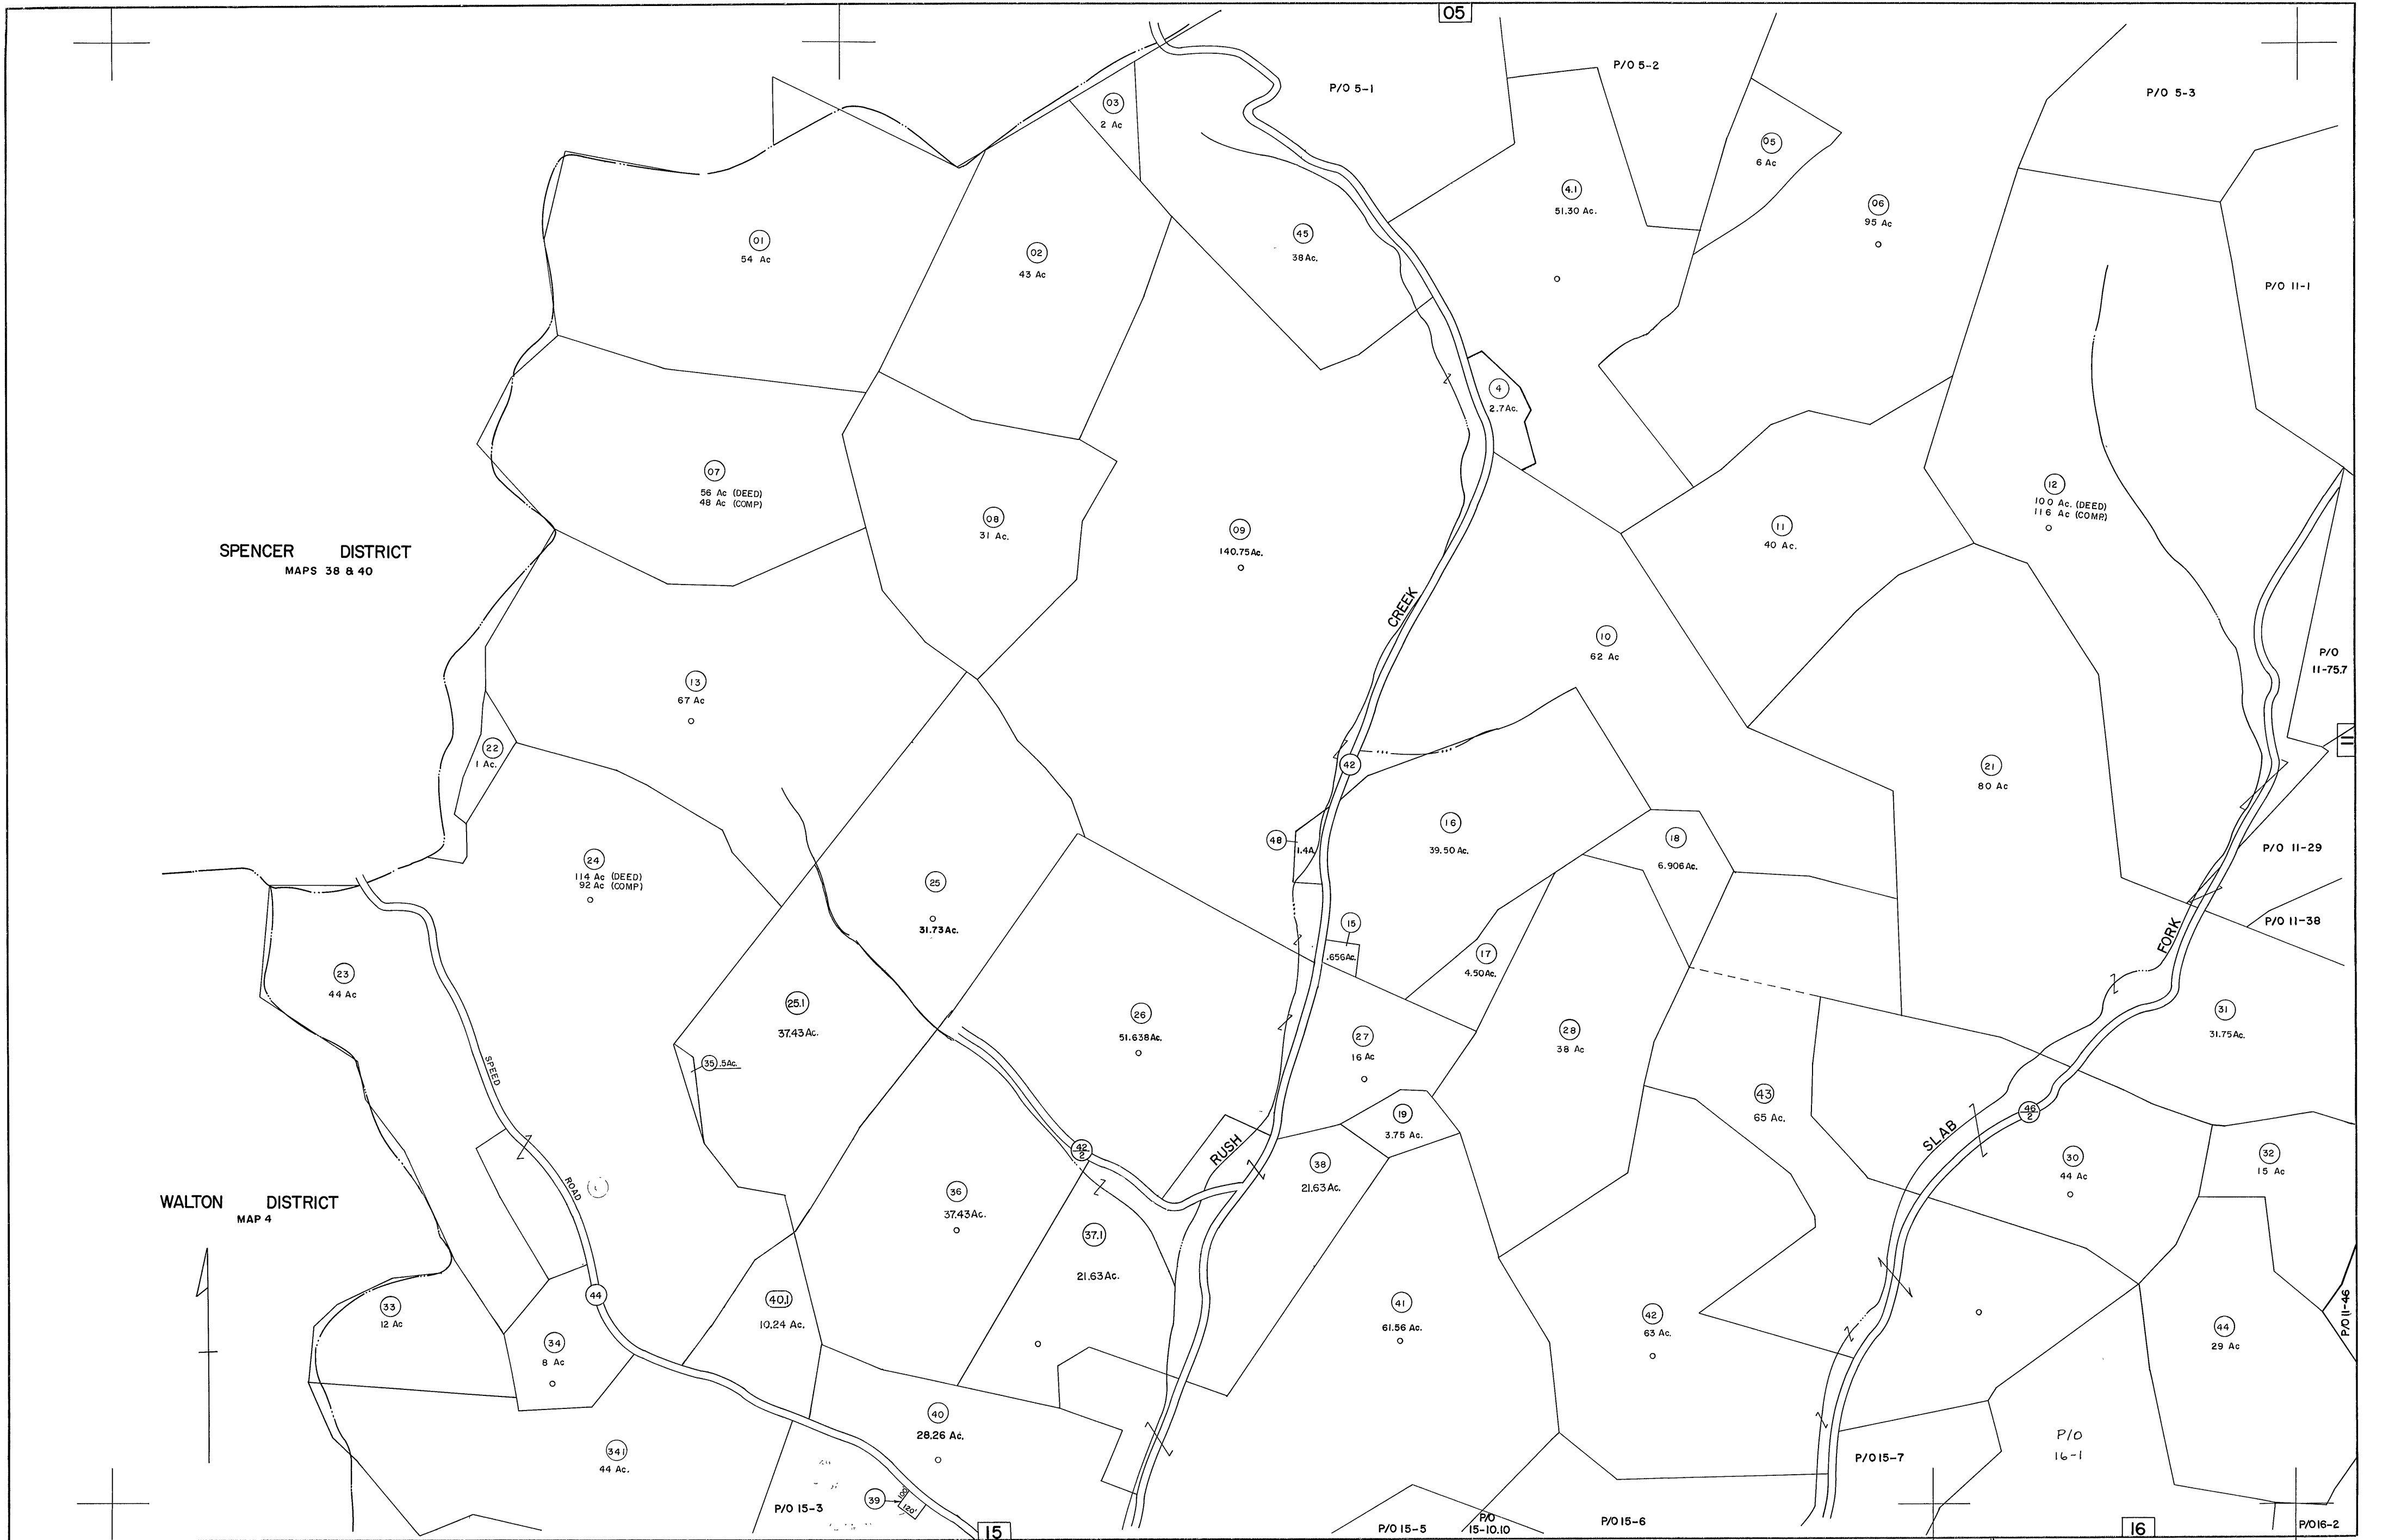 05
P/O 5-1
P/O 5-2
P/O 5-3
03
2 Ac
05
6 Ac
4.1
51.30 Ac.
06
95 Ac
01
54 Ac
02
43 Ac
45
38 Ac.
P/O 11-1
4
2.7 Ac.
07
56 Ac (DEED)
48 Ac (COMP)
08
31 Ac.
09
140.75 Ac.
11
40 Ac.
12
100 Ac. (DEED)
116 Ac (COMP.)
SPENCER DISTRICT
MAPS 38 & 40
CREEK
10
62 Ac
P/O
11-75.7
13
67 Ac
22
1 Ac.
42
21
80 Ac
11
48
1.4A.
16
39.50 Ac.
18
6.906 Ac.
P/O 11-29
24
114 Ac (DEED)
92 Ac (COMP)
25
31.73 Ac.
15
.656 Ac.
17
4.50 Ac.
P/O 11-38
FORK
23
44 Ac
25.1
37.43 Ac.
26
51.638 Ac.
27
16 Ac
28
38 Ac
31
31.75 Ac.
35
.5 Ac.
SPEED
ROAD
19
3.75 Ac.
43
65 Ac.
46
2
SLAB
42
2
RUSH
38
21.63 Ac.
30
44 Ac
32
15 Ac
WALTON DISTRICT
MAP 4
36
37.43 Ac.
37.1
21.63 Ac.
44
33
12 Ac
34
8 Ac
40.1
10.24 Ac.
41
61.56 Ac.
42
63 Ac.
44
29 Ac
P/O 11-46
40
28.26 Ac.
34.1
44 Ac.
P/O 15-7
P/O
16-1
P/O 15-3
39
100'
120'
15
P/O 15-5
P/O
15-10.10
P/O 15-6
16
P/O 16-2